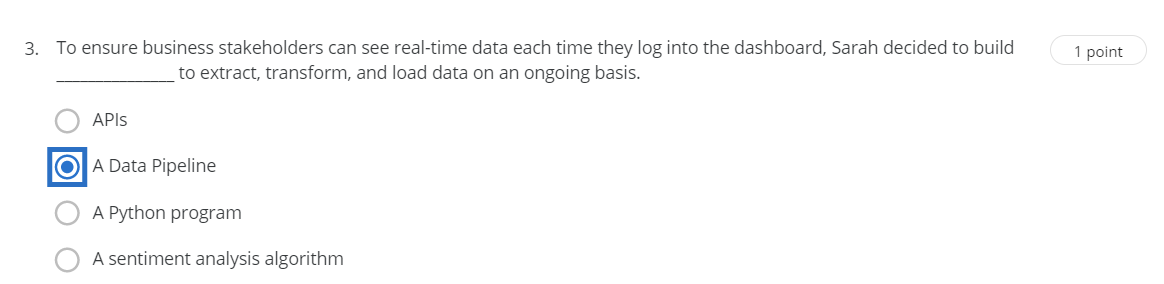 3. To ensure business stakeholders can see real-time data each time they log into the dashboard, Sarah decided to build
1 point
_______________ to extract, transform, and load data on an ongoing basis.
APIs
A Data Pipeline
A Python program
A sentiment analysis algorithm